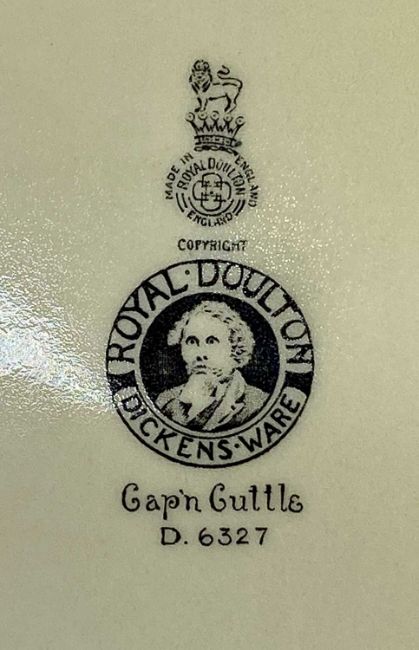 MADE IN ENGLAND
ROYAL DOULTON
ENGLAND
COPYRIGHT
ROYAL·DOULTON
DICKENS·WARE
Cap'n Cuttle
D. 6327